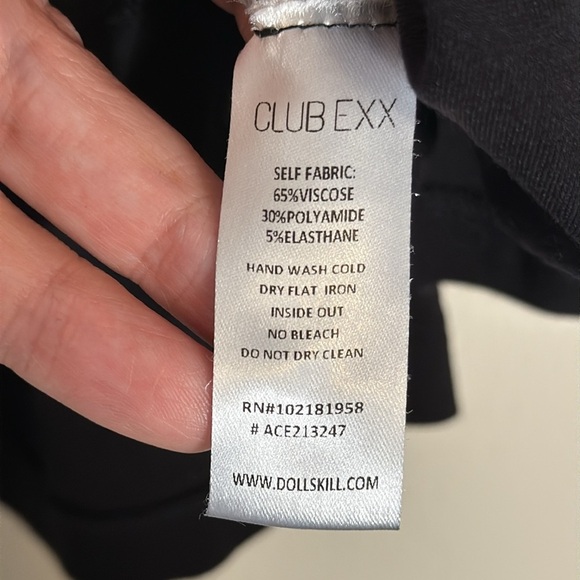 CLUB EXX
SELF FABRIC:
65%VISCOSE
30%POLYAMIDE
5%ELASTHANE
HAND WASH COLD
DRY FLAT IRON
INSIDE OUT
NO BLEACH
DO NOT DRY CLEAN
RN#102181958
# ACE213247
WWW.DOLLSKILL.COM